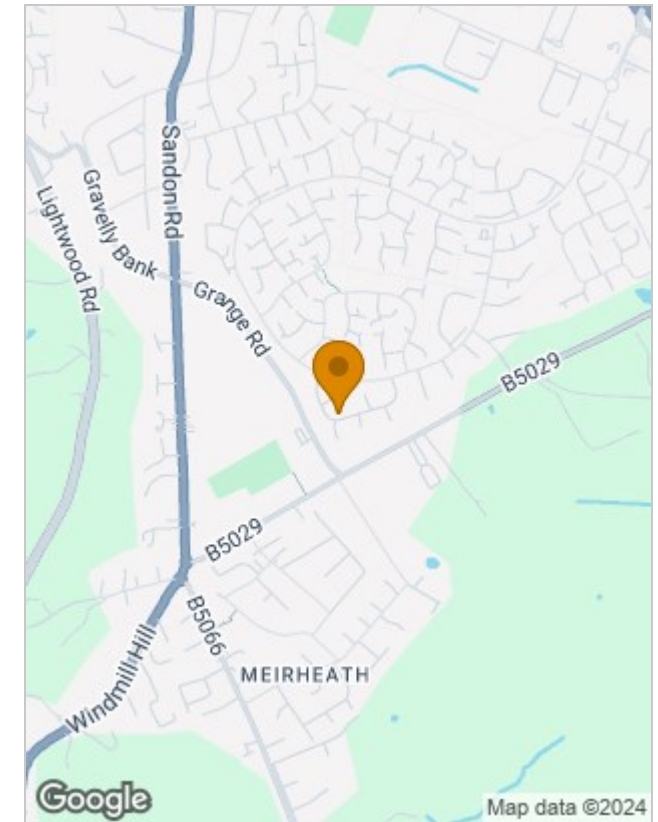 Sandon Rd
Gravelly Bank
Lightwood Rd
Grange Rd
B5029
B5029
B5066
Windmill Hill
MEIRHEATH
Google
Map data ©2024